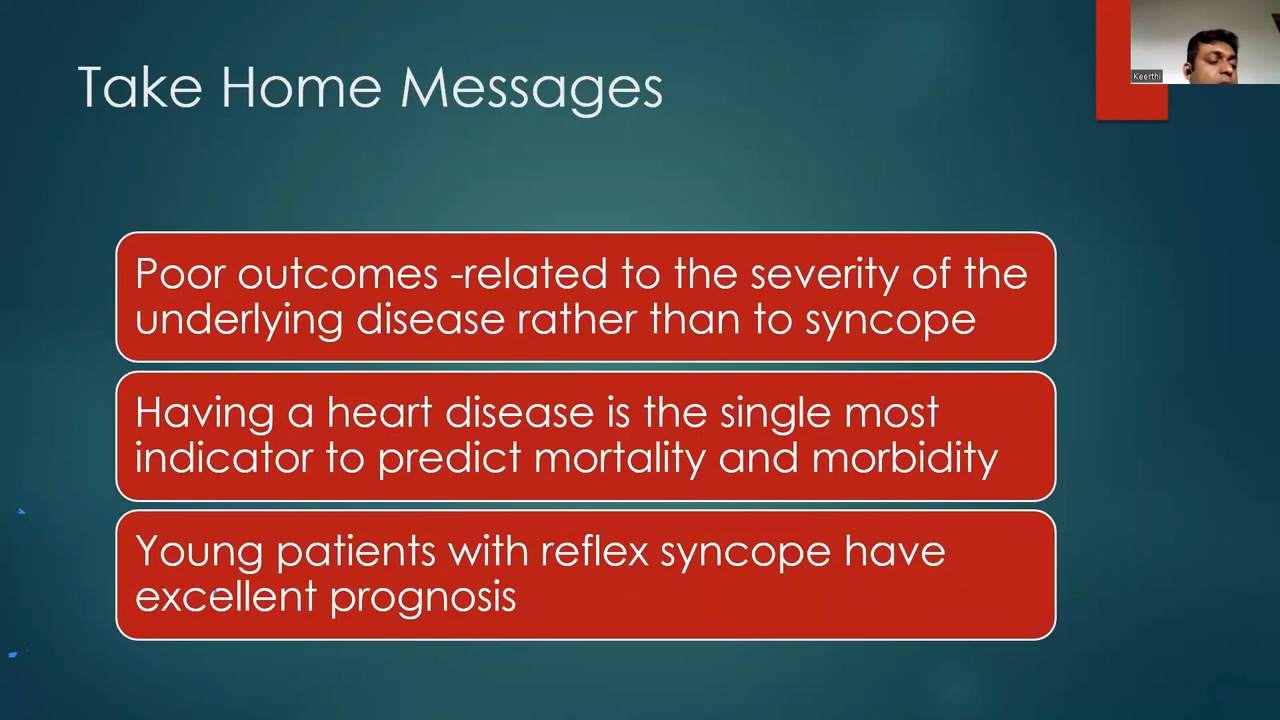 Take Home Messages
Keerthi
Poor outcomes -related to the severity of the
underlying disease rather than to syncope
Having a heart disease is the single most
indicator to predict mortality and morbidity
Young patients with reflex syncope have
excellent prognosis